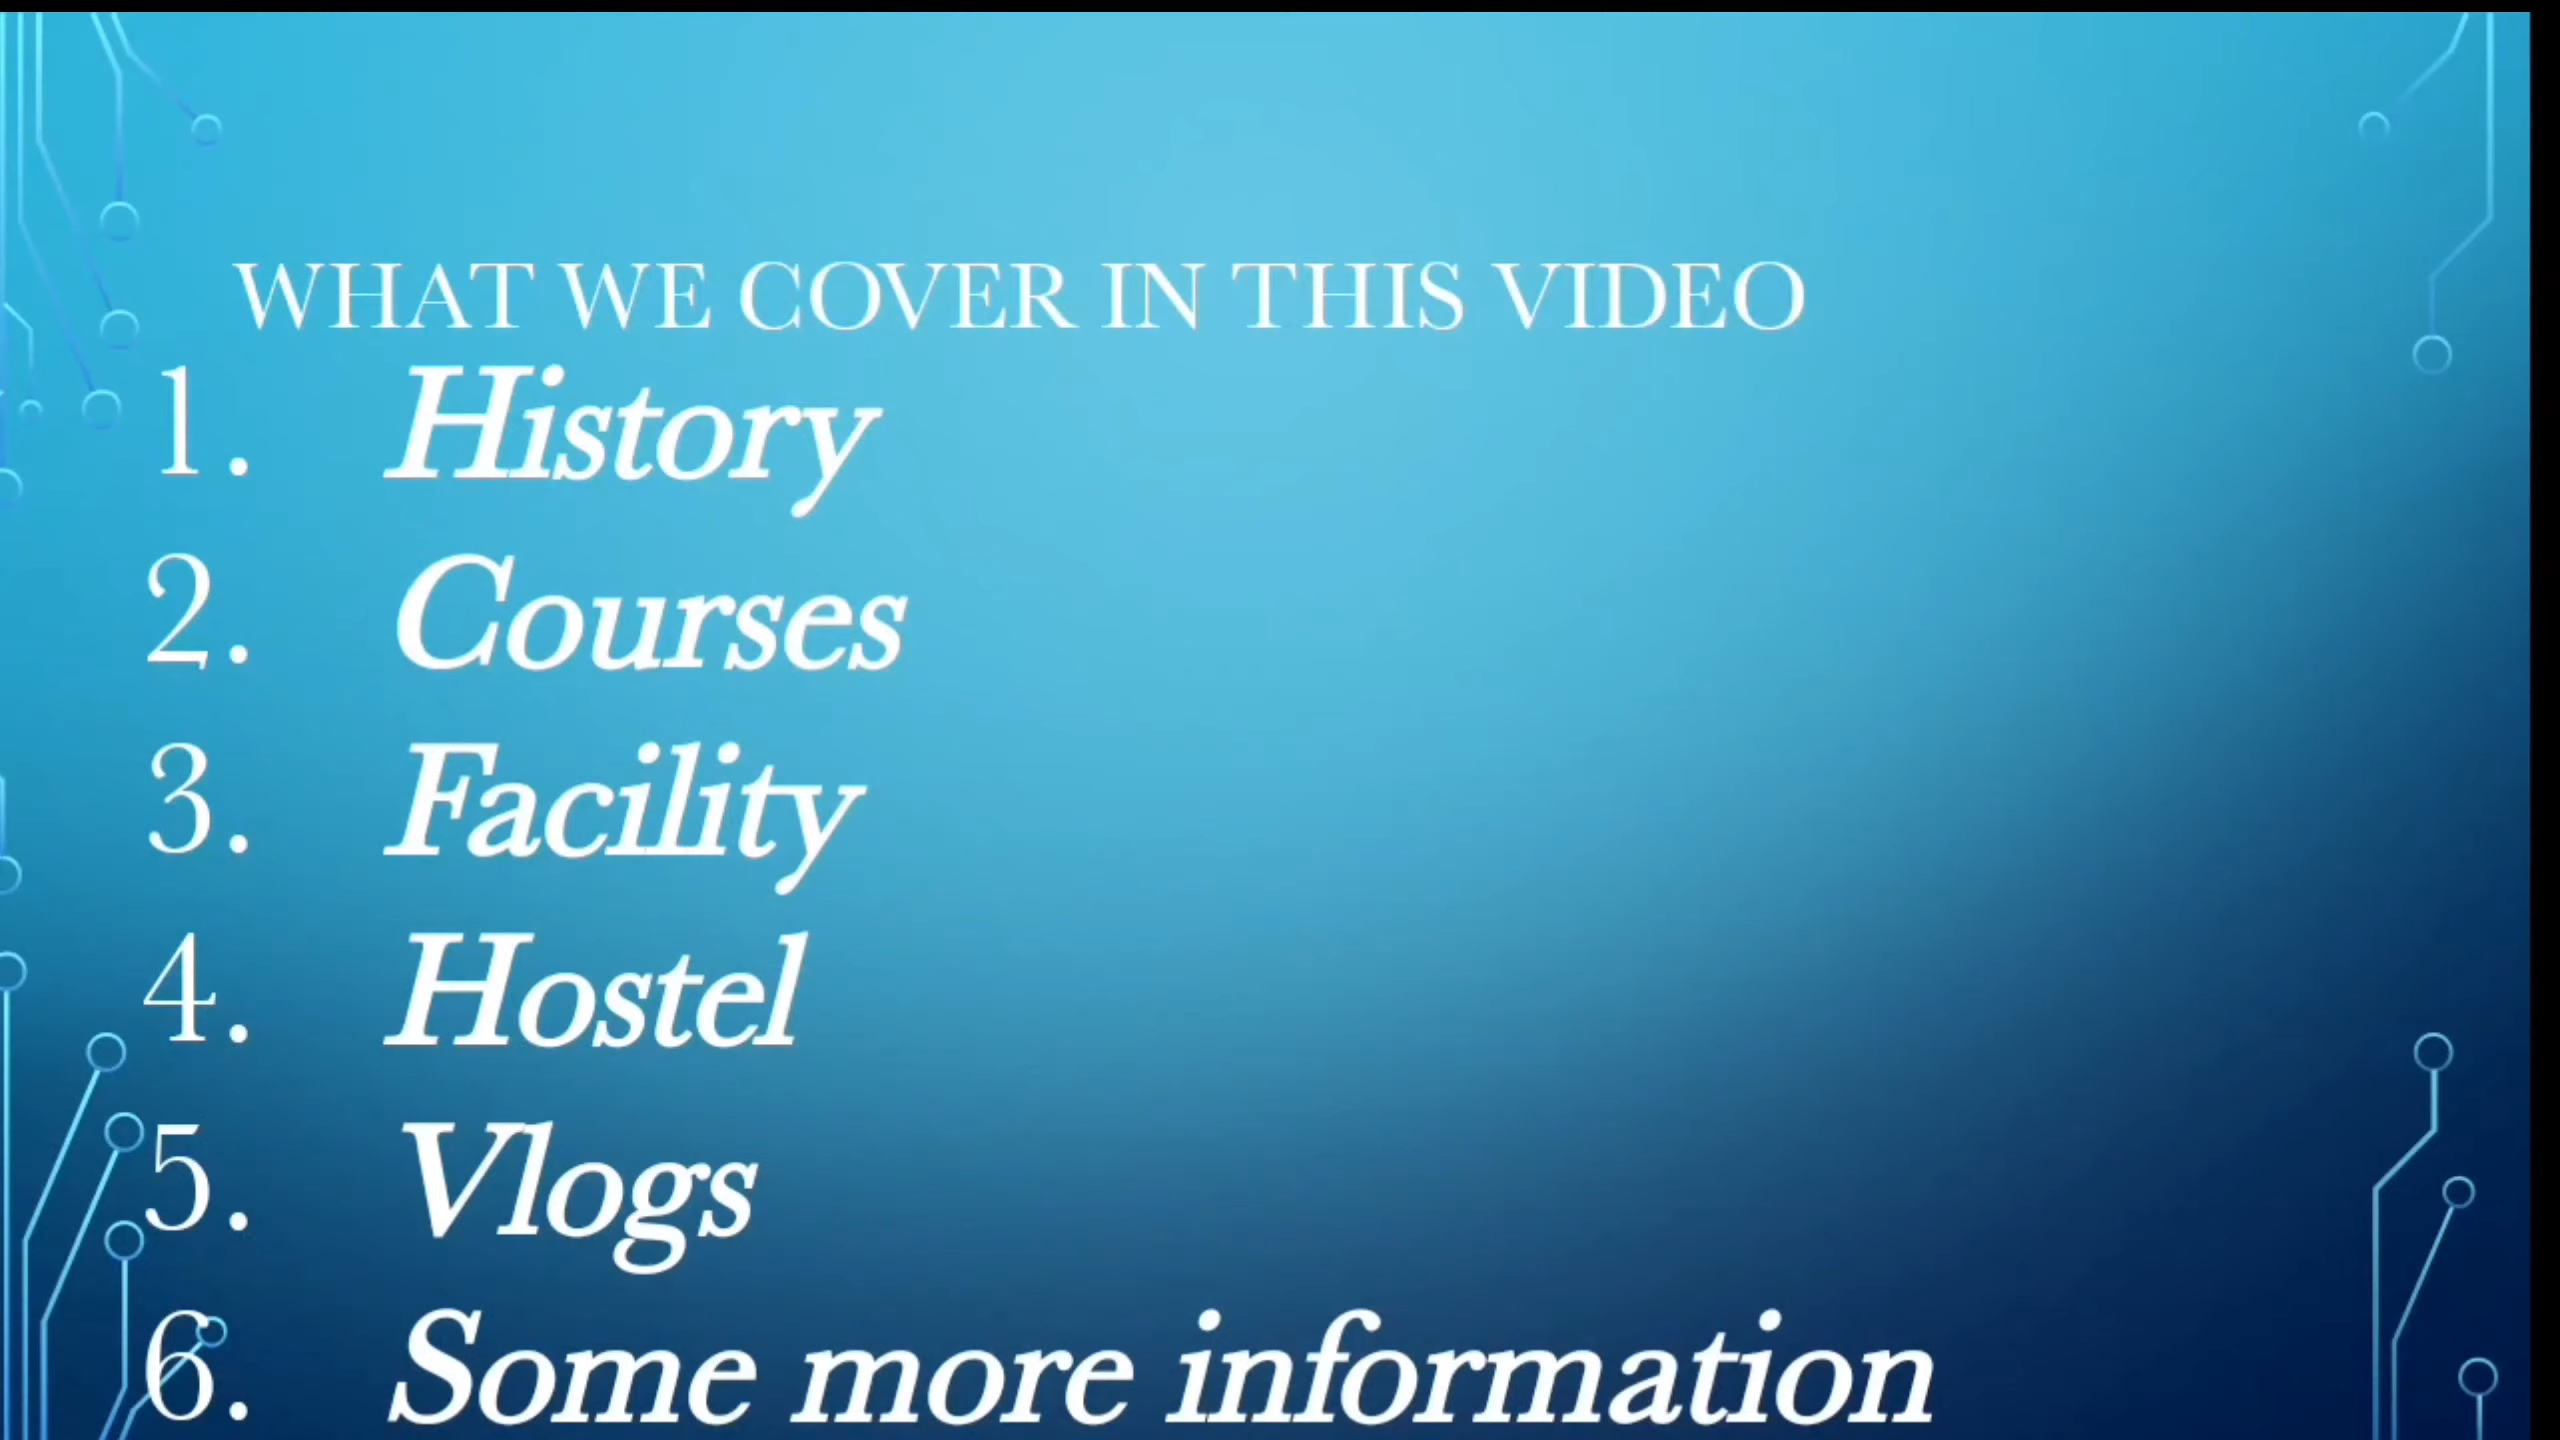 WHAT WE COVER IN THIS VIDEO
1. History
2. Courses
3. Facility
4. Hostel
5. Vlogs
6. Some more information